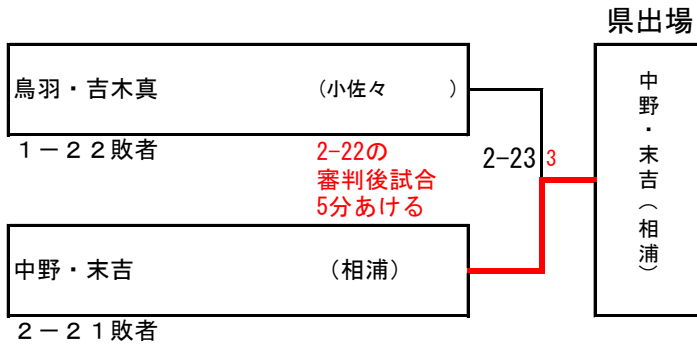 県出場
鳥羽・吉木真 (小佐々 )
1－22敗者
2-22の
審判後試合
5分あける
2-23 3
中野・末吉(相浦)
中野・末吉 (相浦)
2－21敗者